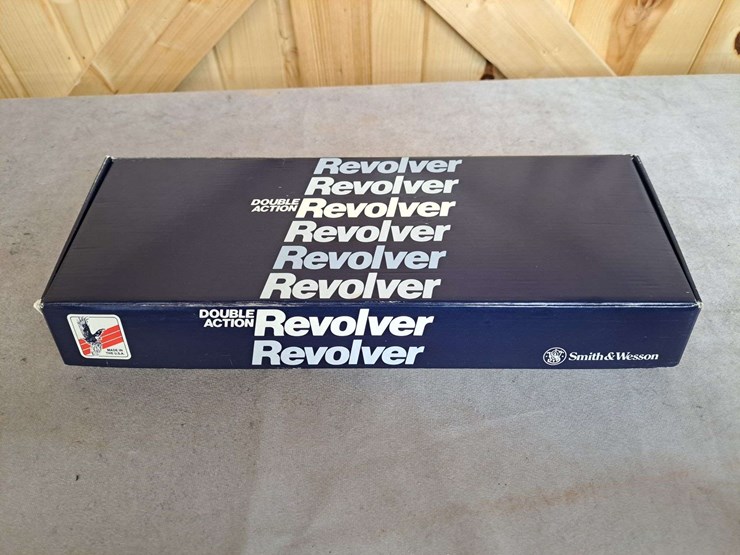 Revolver
Revolver
DOUBLE ACTION Revolver
Revolver
Revolver
Revolver
DOUBLE ACTION Revolver
Revolver
MADE IN
THE U.S.A.
Smith & Wesson